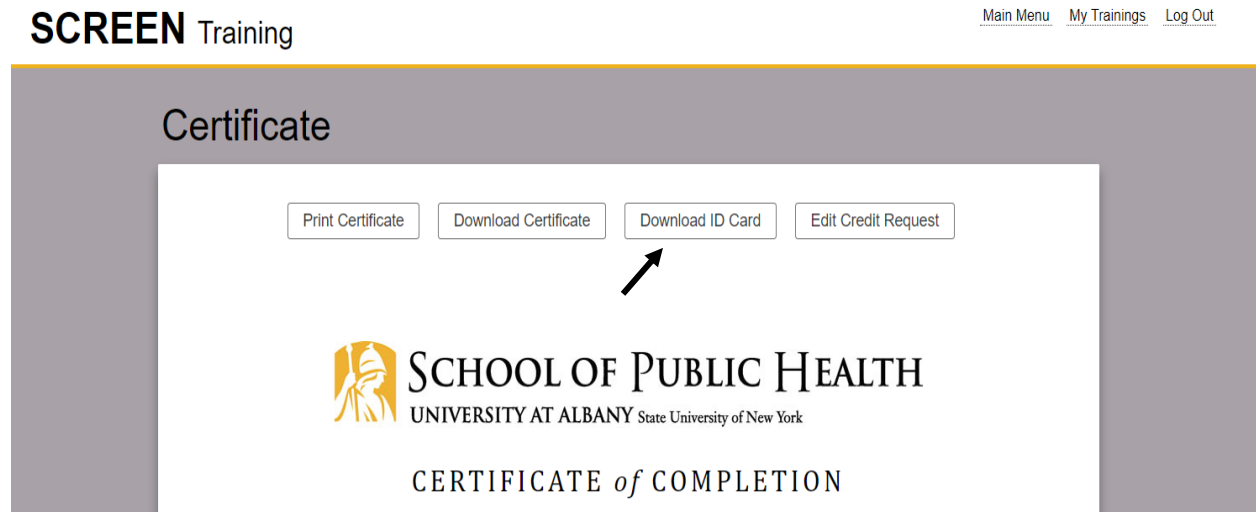 SCREEN Training
Main Menu My Trainings Log Out
Certificate
Print Certificate Download Certificate Download ID Card Edit Credit Request
SCHOOL OF PUBLIC HEALTH
UNIVERSITY AT ALBANY State University of New York
CERTIFICATE of COMPLETION